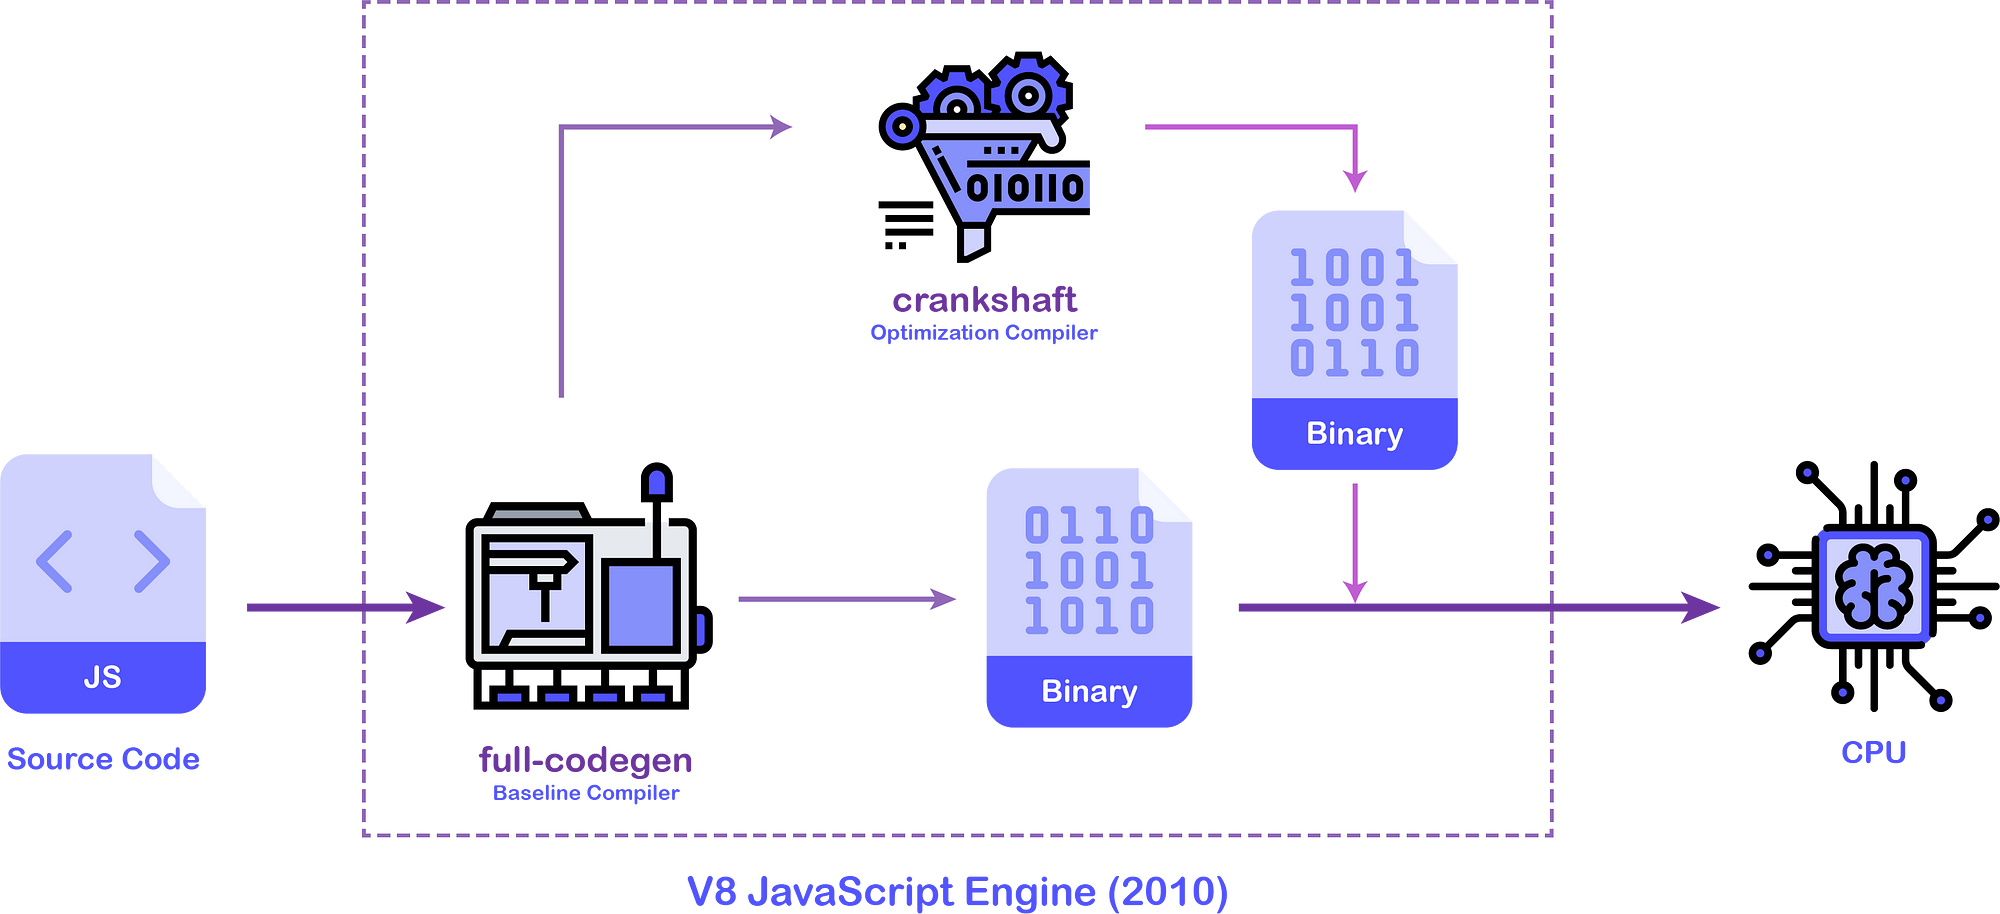 010110
crankshaft
Optimization Compiler
1001
1001
0110
Binary
JS
Source Code
full-codegen
Baseline Compiler
0110
1001
1010
Binary
CPU
V8 JavaScript Engine (2010)